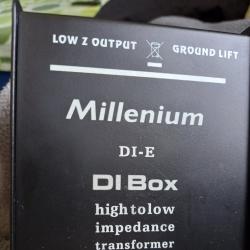 LOW Z OUTPUT GROUND LIFT
Millenium
DI-E
DI Box
high to low
impedance
transformer